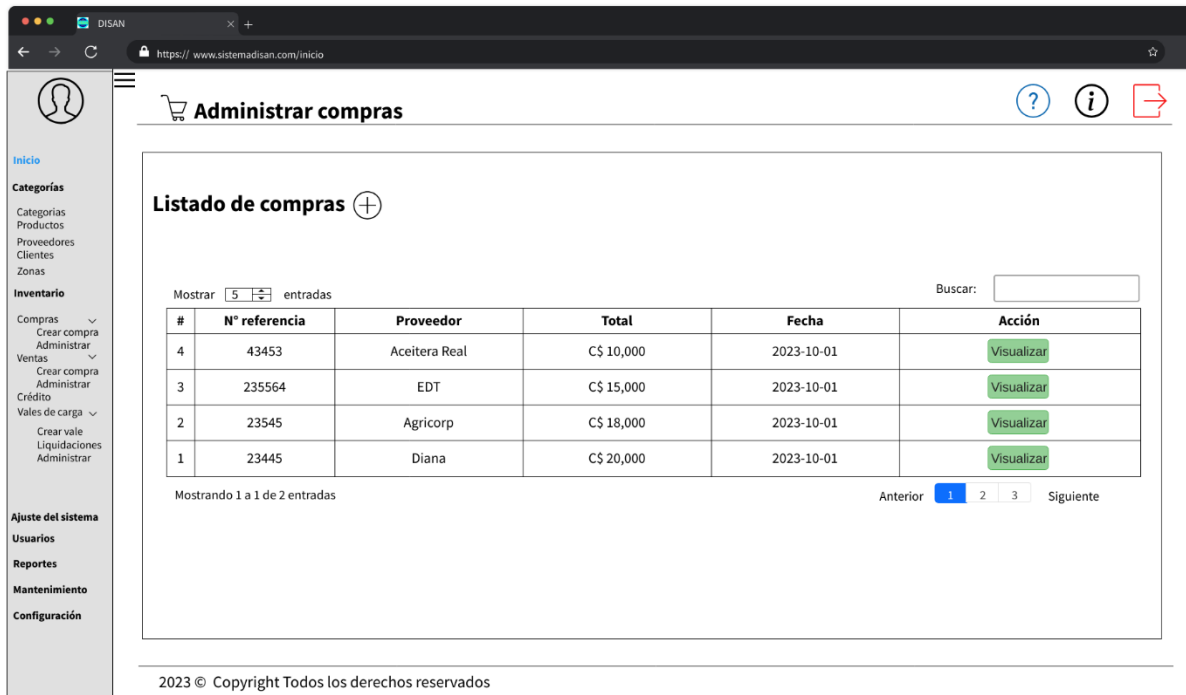 DISAN
https:// www.sistemadisan.com/inicio
Administrar compras
?
i
Inicio
Categorías
Categorias
Productos
Proveedores
Clientes
Zonas
Inventario
Compras
Crear compra
Administrar
Ventas
Crear compra
Administrar
Crédito
Vales de carga
Crear vale
Liquidaciones
Administrar
Ajuste del sistema
Usuarios
Reportes
Mantenimiento
Configuración
Listado de compras
Mostrar 5 entradas
Buscar:
# N° referencia Proveedor Total Fecha Acción
4 43453 Aceitera Real C$ 10,000 2023-10-01 Visualizar
3 235564 EDT C$ 15,000 2023-10-01 Visualizar
2 23545 Agricorp C$ 18,000 2023-10-01 Visualizar
1 23445 Diana C$ 20,000 2023-10-01 Visualizar
Mostrando 1 a 1 de 2 entradas
Anterior 1 2 3 Siguiente
2023 © Copyright Todos los derechos reservados